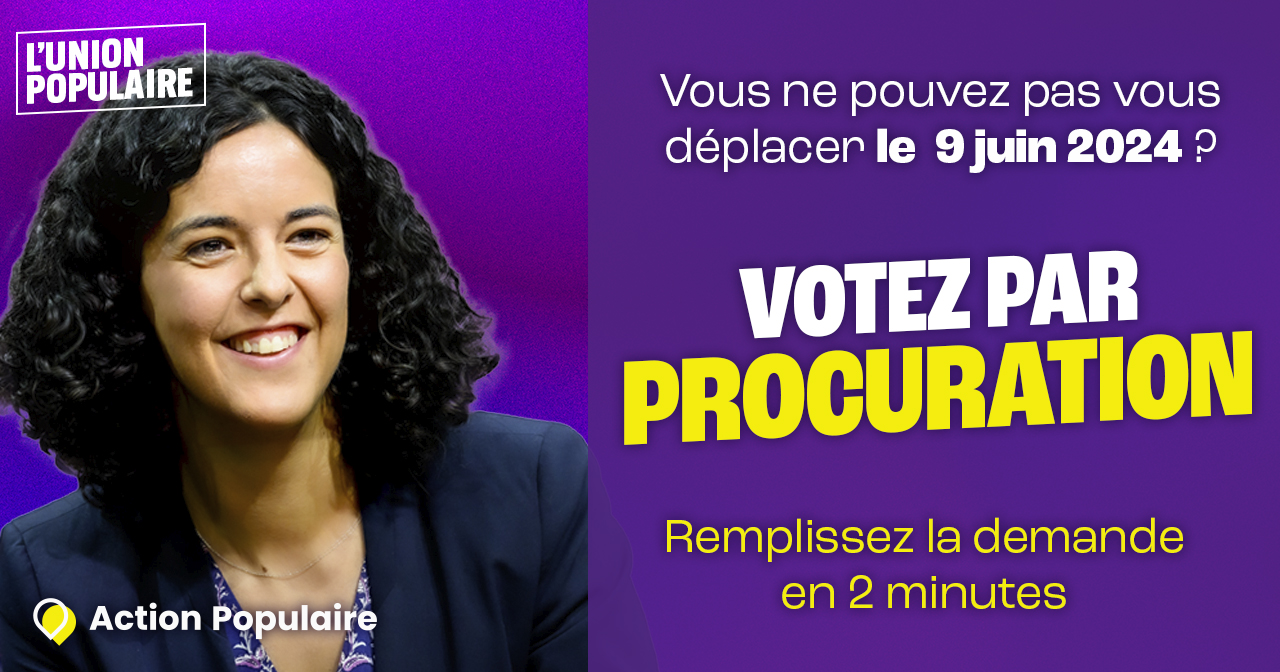 L'UNION
POPULAIRE
Vous ne pouvez pas vous
déplacer le 9 juin 2024 ?
VOTEZ PAR
PROCURATION
Remplissez la demande
en 2 minutes
Action Populaire